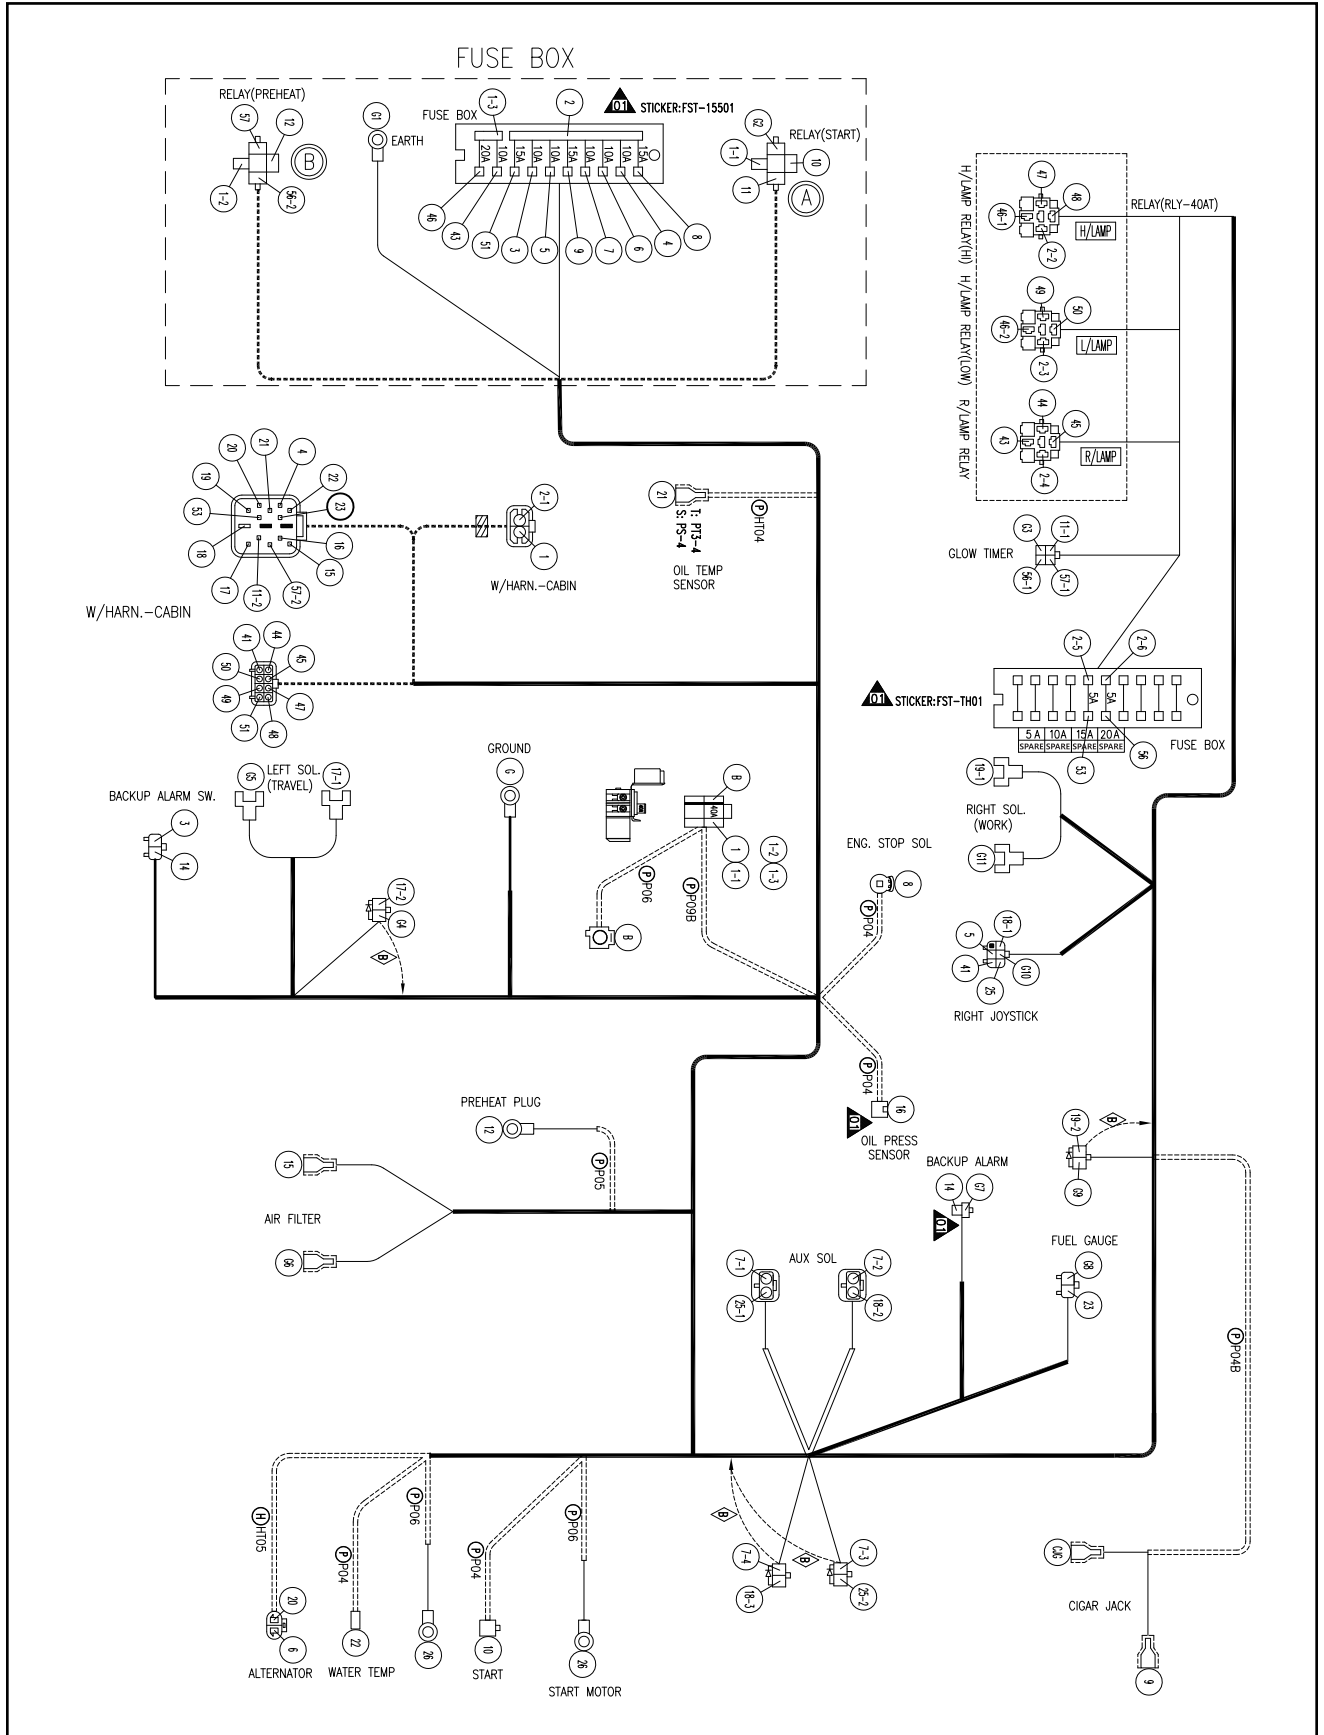 FUSE BOX
RELAY(PREHEAT)
57
12
B
1-2
56-2
G1
EARTH
FUSE BOX
1-3
2
01 STICKER:FST-15501
20A 10A 15A 10A 10A 15A 10A 10A 10A 15A
46 43 51 3 5 9 7 6 4 8
G2
RELAY(START)
1-1
10
11
A
RELAY(RLY-40AT)
47
48
46-1
2-2
H/LAMP
H/LAMP RELAY(HI)
49
50
46-2
2-3
L/LAMP
H/LAMP RELAY(LOW)
44
45
43
2-4
R/LAMP
R/LAMP RELAY
G3
11-1
GLOW TIMER
56-1
57-1
2-5
2-6
01 STICKER:FST-TH01
5A 5A
5A 10A 15A 20A
SPARE SPARE SPARE SPARE
FUSE BOX
53
56
19
20
21
4
22
23
53
18
16
15
17
11-2
57-2
W/HARN.-CABIN
2-1
1
W/HARN.-CABIN
21
T: PT3-4
S: PS-4
P HT04
OIL TEMP
SENSOR
41
44
50
45
49
47
51
48
BACKUP ALARM SW.
3
14
G5
LEFT SOL.
(TRAVEL)
17-1
17-2
G4
B
GROUND
G
B
40A
1
1-1
1-2
1-3
P P06
P P09B
B
ENG. STOP SOL
8
P P04
P P04
16
01
OIL PRESS
SENSOR
19-1
RIGHT SOL.
(WORK)
G11
5
18-1
41
G10
25
RIGHT JOYSTICK
19-2
G9
B
PREHEAT PLUG
12
P P05
15
AIR FILTER
G6
BACKUP ALARM
14
G7
01
FUEL GAUGE
G8
23
AUX SOL
7-1
25-1
7-2
18-2
P P04B
H HT05
P P04
P P06
P P04
P P06
B
B
7-4
18-3
7-3
25-2
CJG
CIGAR JACK
9
20
6
ALTERNATOR
22
WATER TEMP
26
10
START
26
START MOTOR